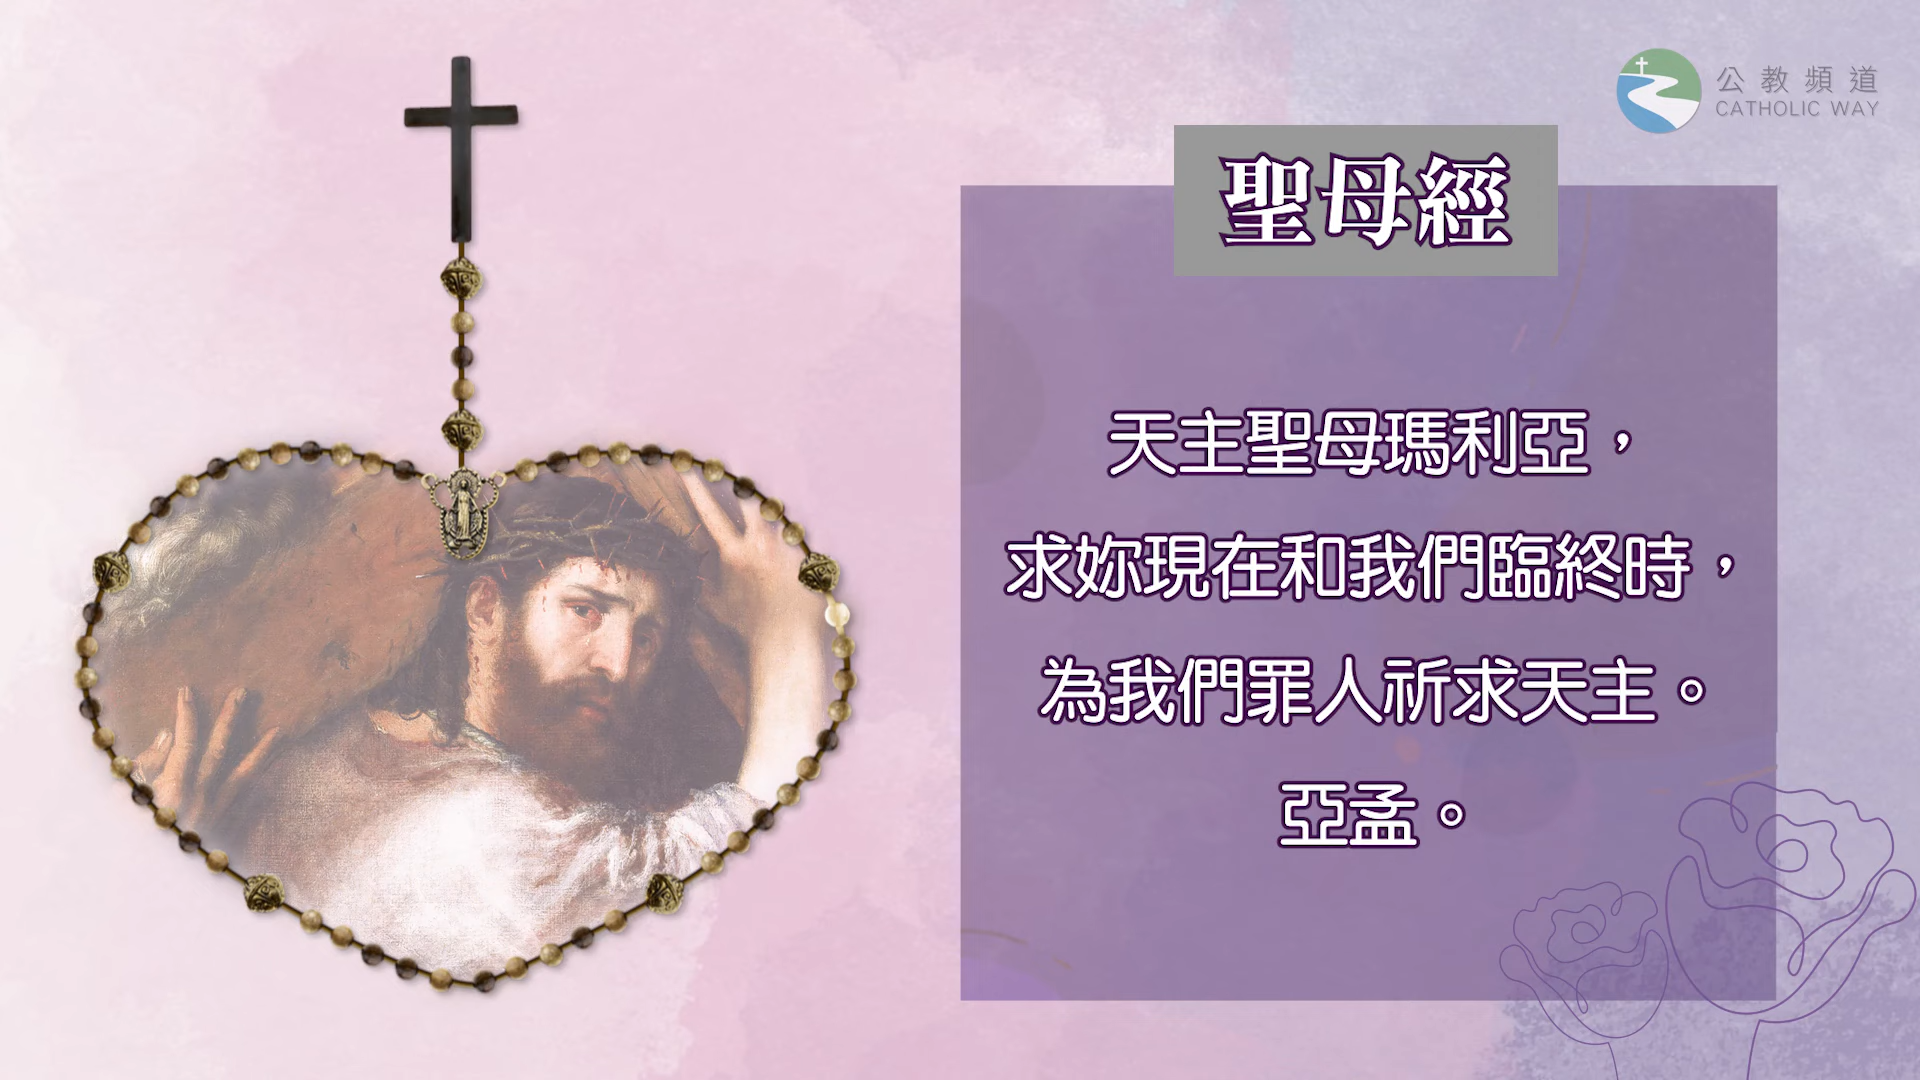 公教頻道
CATHOLIC WAY
聖母經
天主聖母瑪利亞，
求妳現在和我們臨終時，
為我們罪人祈求天主。
亞孟。